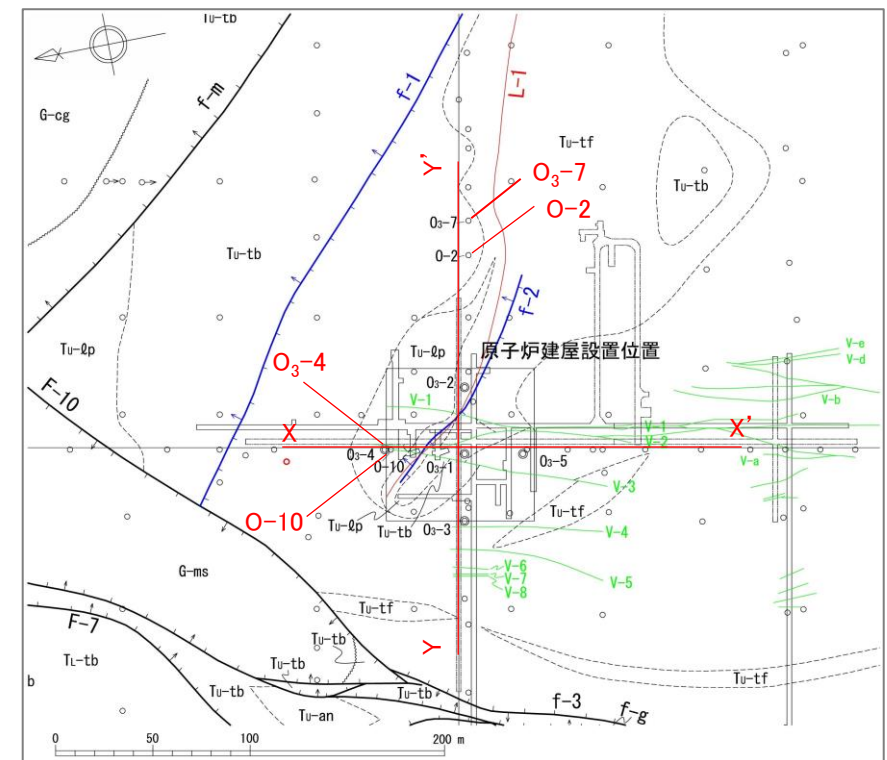 Tu-tb
G-cg
f-m
f-1
L-1
Tu-tf
Tu-tb
Y'
O₃-7
O-2
O₃-7
O-2
Tu-tb
f-2
Tu-ℓp
Tu-ℓp
原子炉建屋設置位置
V-e
V-d
F-10
O₃-4
O₃-2
V-1
V-b
X
V-1
X'
V-2
O₃-4
O-10
O₃-1
O₃-5
V-a
V-3
O-10
Tu-ℓp
Tu-tb
O₃-3
Tu-tf
V-4
G-ms
V-6
V-7
V-8
V-5
Tu-tf
F-7
Tu-tb
Y
TL-tb
Tu-tb
Tu-tf
b
Tu-tb
Tu-tb
Tu-an
f-3
f-g
0 50 100 200 m